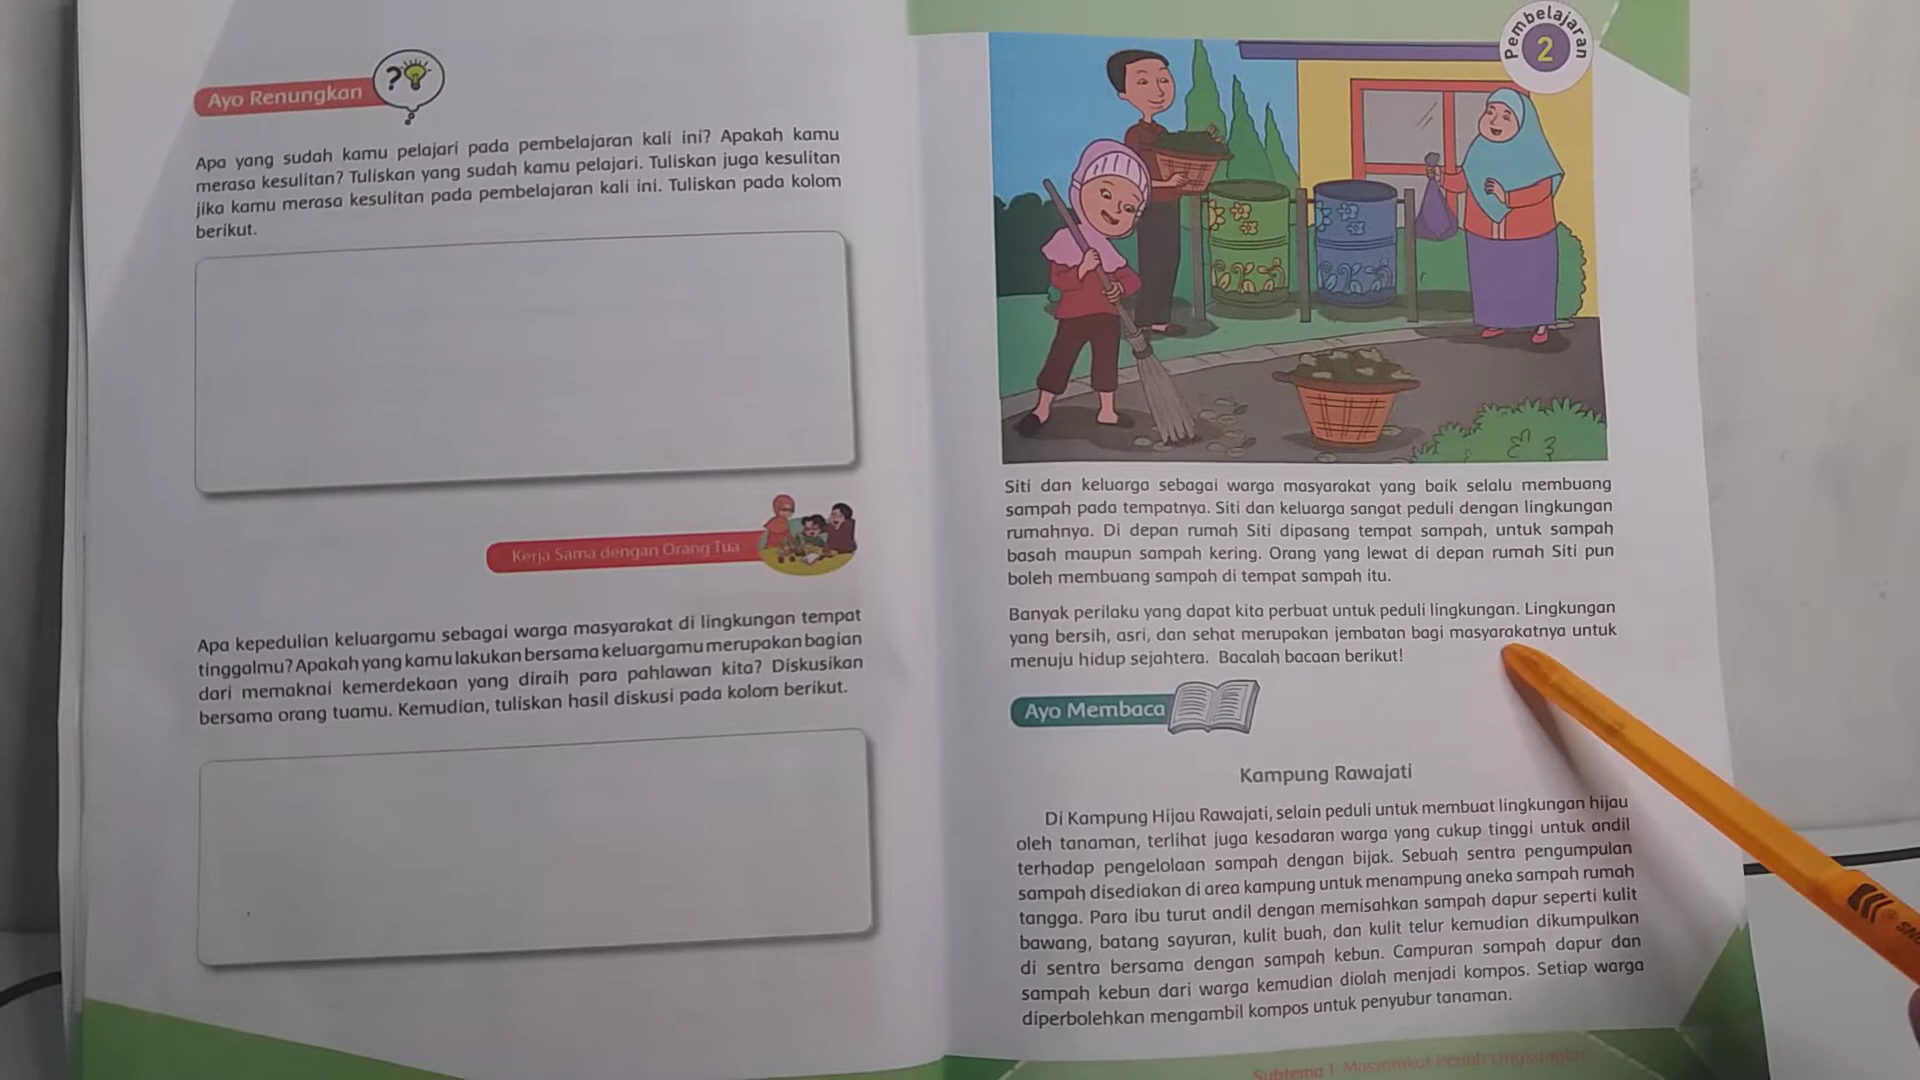 Ayo Renungkan
Apa yang sudah kamu pelajari pada pembelajaran kali ini? Apakah kamu
merasa kesulitan? Tuliskan yang sudah kamu pelajari. Tuliskan juga kesulitan
jika kamu merasa kesulitan pada pembelajaran kali ini. Tuliskan pada kolom
berikut.
Kerja Sama dengan Orang Tua
Apa kepedulian keluargamu sebagai warga masyarakat di lingkungan tempat
tinggalmu? Apakah yang kamu lakukan bersama keluargamu merupakan bagian
dari memaknai kemerdekaan yang diraih para pahlawan kita? Diskusikan
bersama orang tuamu. Kemudian, tuliskan hasil diskusi pada kolom berikut.
Pembelajaran
2
Siti dan keluarga sebagai warga masyarakat yang baik selalu membuang
sampah pada tempatnya. Siti dan keluarga sangat peduli dengan lingkungan
rumahnya. Di depan rumah Siti dipasang tempat sampah, untuk sampah
basah maupun sampah kering. Orang yang lewat di depan rumah Siti pun
boleh membuang sampah di tempat sampah itu.
Banyak perilaku yang dapat kita perbuat untuk peduli lingkungan. Lingkungan
yang bersih, asri, dan sehat merupakan jembatan bagi masyarakatnya untuk
menuju hidup sejahtera. Bacalah bacaan berikut!
Ayo Membaca
Kampung Rawajati
Di Kampung Hijau Rawajati, selain peduli untuk membuat lingkungan hijau
oleh tanaman, terlihat juga kesadaran warga yang cukup tinggi untuk andil
terhadap pengelolaan sampah dengan bijak. Sebuah sentra pengumpulan
sampah disediakan di area kampung untuk menampung aneka sampah rumah
tangga. Para ibu turut andil dengan memisahkan sampah dapur seperti kulit
bawang, batang sayuran, kulit buah, dan kulit telur kemudian dikumpulkan
di sentra bersama dengan sampah kebun. Campuran sampah dapur dan
sampah kebun dari warga kemudian diolah menjadi kompos. Setiap warga
diperbolehkan mengambil kompos untuk penyubur tanaman.
Subtema 1: Masyarakat Peduli Lingkungan